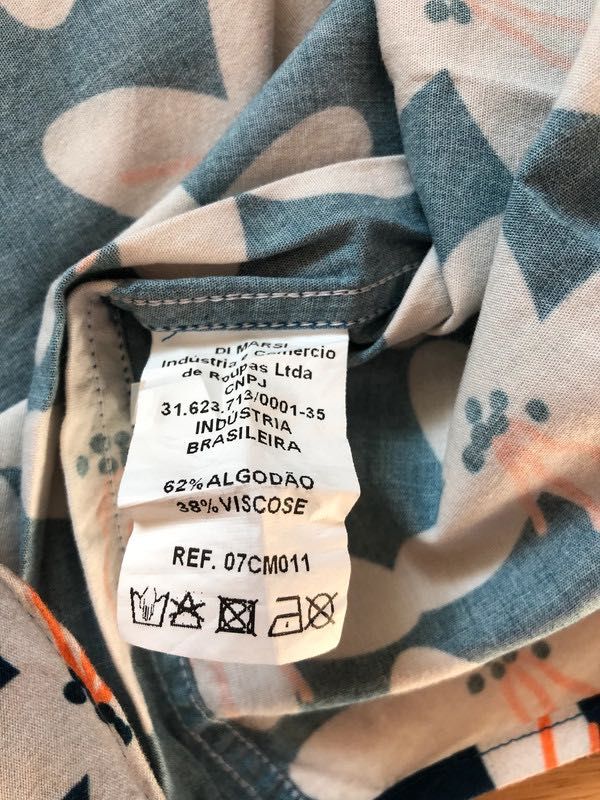 DI MARSI
Indústria e Comercio
de Roupas Ltda
CNPJ
31.623.713/0001-35
INDÚSTRIA
BRASILEIRA
62%ALGODÃO
38%VISCOSE
REF. 07CM011